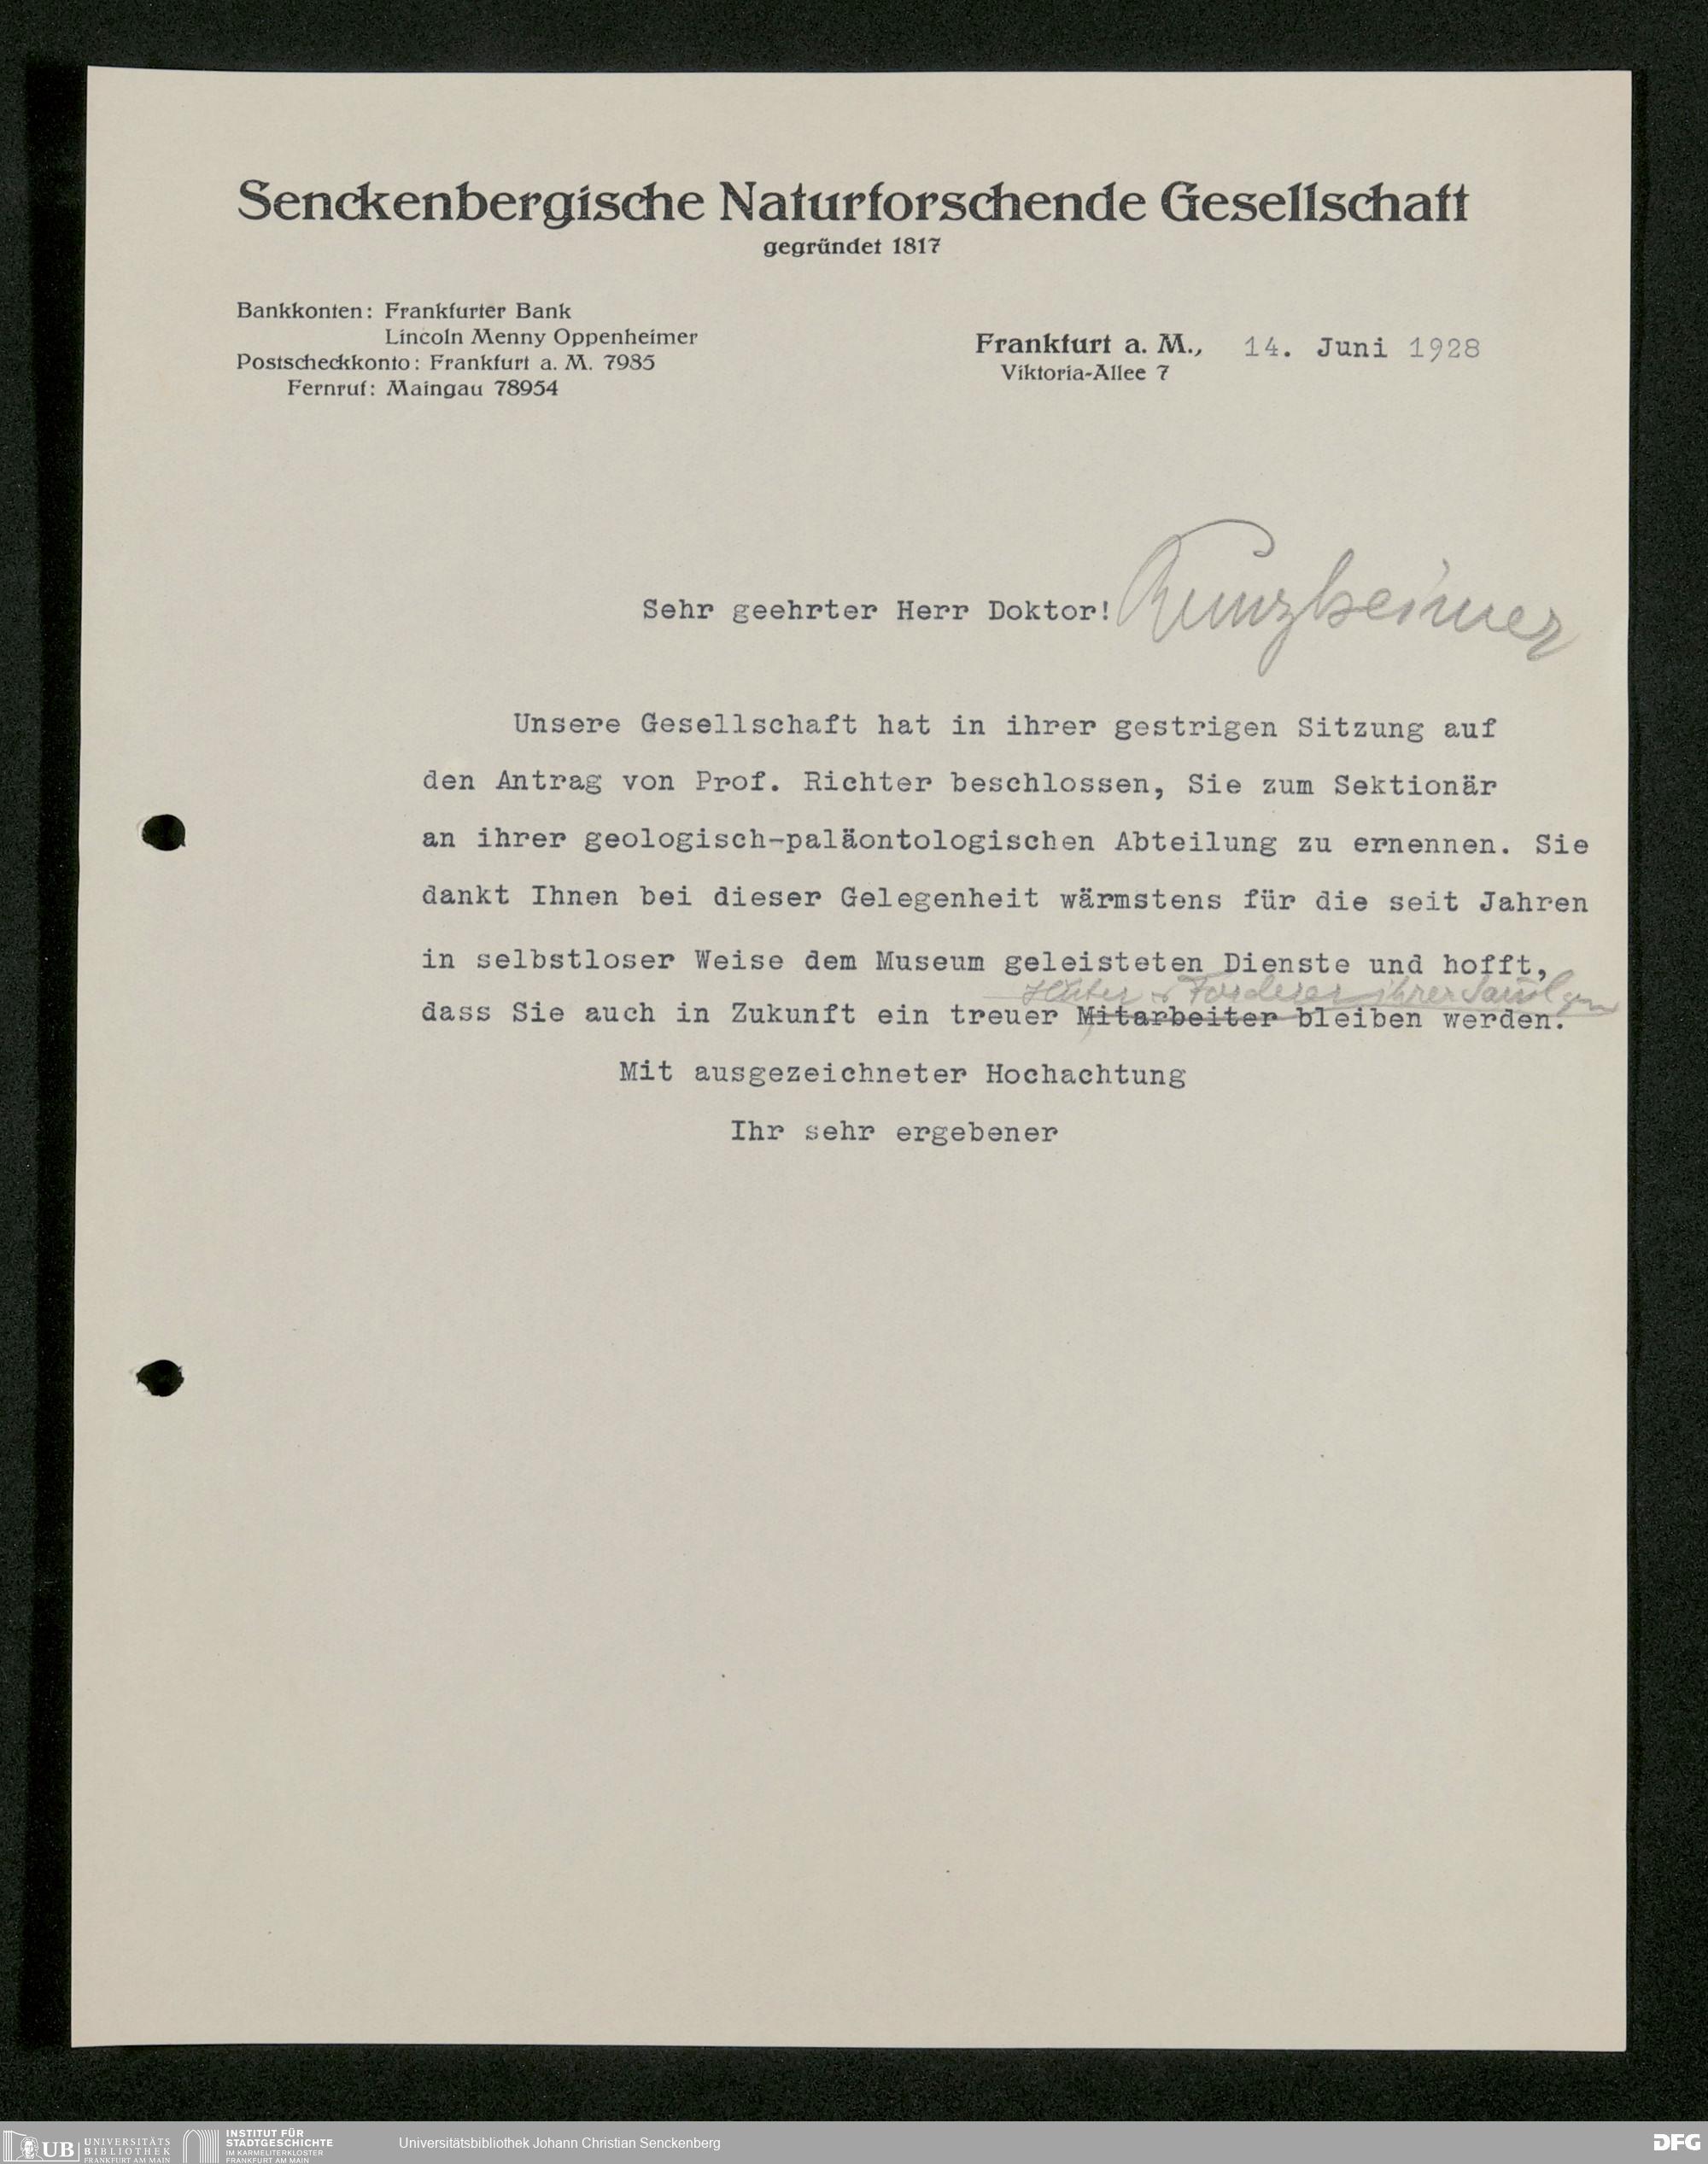 Senckenbergische Naturforschende Gesellschaft
gegründet 1817
Bankkonten: Frankfurter Bank
Lincoln Menny Oppenheimer
Postscheckkonto: Frankfurt a. M. 7985
Fernruf: Maingau 78954
Frankfurt a. M., 14. Juni 1928
Viktoria-Allee 7
Sehr geehrter Herr Doktor!
Unsere Gesellschaft hat in ihrer gestrigen Sitzung auf
den Antrag von Prof. Richter beschlossen, Sie zum Sektionär
an ihrer geologisch-paläontologischen Abteilung zu ernennen. Sie
dankt Ihnen bei dieser Gelegenheit wärmstens für die seit Jahren
in selbstloser Weise dem Museum geleisteten Dienste und hofft,
Förderer ihrer
dass Sie auch in Zukunft ein treuer Mitarbeiter bleiben werden.
Mit ausgezeichneter Hochachtung
Ihr sehr ergebener
UB UNIVERSITÄTS
BIBLIOTHEK
FRANKFURT AM MAIN
INSTITUT FÜR
STADTGESCHICHTE
IM KARMELITERKLOSTER
FRANKFURT AM MAIN
Universitätsbibliothek Johann Christian Senckenberg
DFG